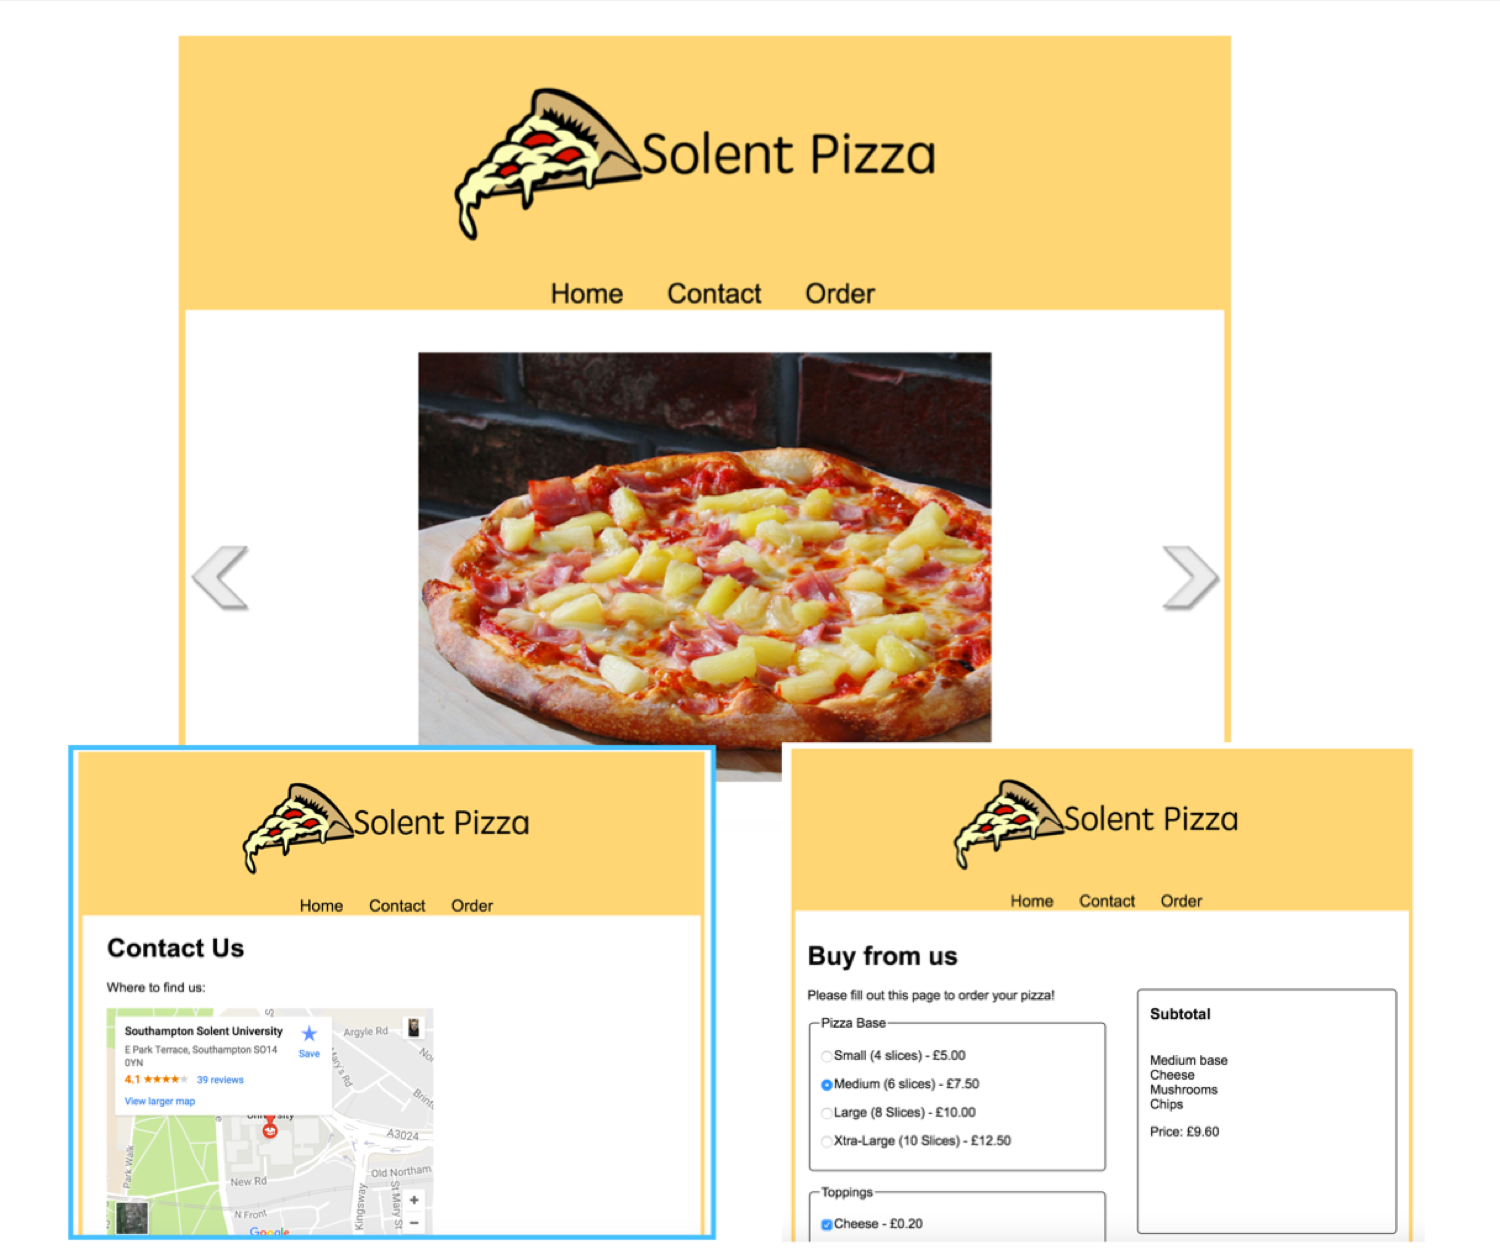 Solent Pizza
Home Contact Order
Solent Pizza
Home Contact Order
Contact Us
Where to find us:
Southampton Solent University
E Park Terrace, Southampton SO14
0YN
Save
4.1 39 reviews
View larger map
Argyle Rd
Mary's Rd
A3024
Park Walk
New Rd
Old Northam
Kingsway
St Mary St
N Front
Google
Solent Pizza
Home Contact Order
Buy from us
Please fill out this page to order your pizza!
Pizza Base
Small (4 slices) - £5.00
Medium (6 slices) - £7.50
Large (8 Slices) - £10.00
Xtra-Large (10 Slices) - £12.50
Toppings
Cheese - £0.20
Subtotal
Medium base
Cheese
Mushrooms
Chips
Price: £9.60